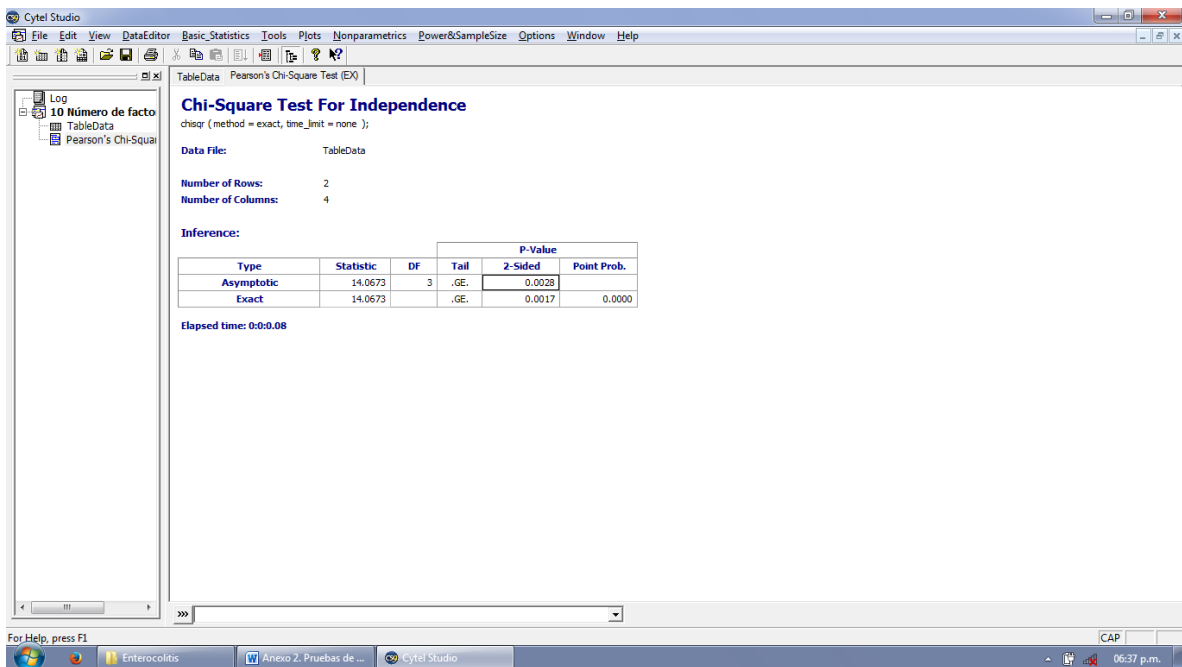 Cytel Studio
File Edit View DataEditor Basic_Statistics Tools Plots Nonparametrics Power&SampleSize Options Window Help
TableData Pearson's Chi-Square Test (EX)
Log
10 Número de facto
TableData
Pearson's Chi-Squar
Chi-Square Test For Independence
chisqr ( method = exact, time_limit = none );
Data File: TableData
Number of Rows: 2
Number of Columns: 4
Inference:
P-Value
Type Statistic DF Tail 2-Sided Point Prob.
Asymptotic 14.0673 3 .GE. 0.0028
Exact 14.0673 .GE. 0.0017 0.0000
Elapsed time: 0:0:0.08
>>>
For Help, press F1 CAP
Enterocolitis Anexo 2. Pruebas de ... Cytel Studio 06:37 p.m.